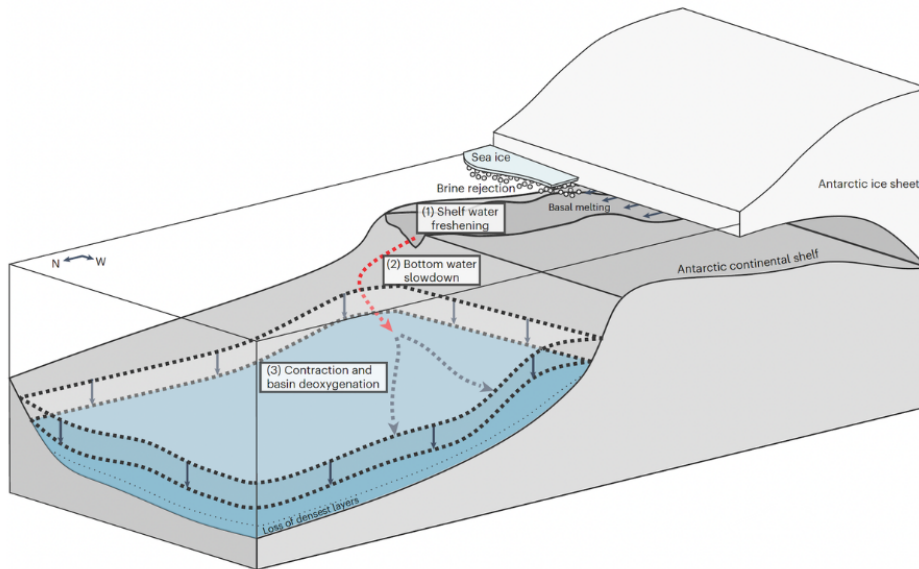 Sea ice
Brine rejection
Antarctic ice sheet
Basal melting
(1) Shelf water
freshening
N
W
(2) Bottom water
slowdown
Antarctic continental shelf
(3) Contraction and
basin deoxygenation
Loss of densest layers